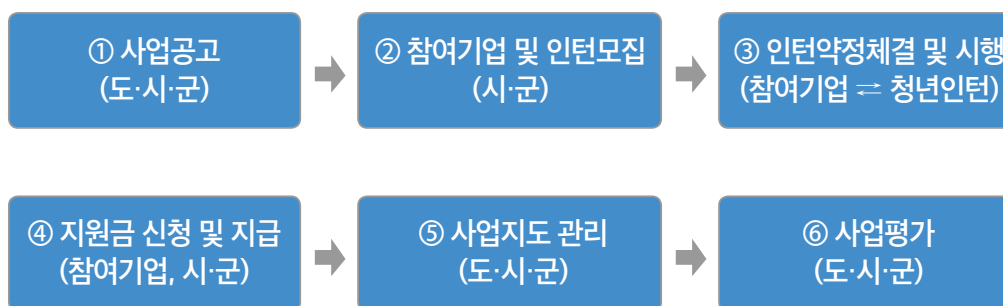 ① 사업공고
(도·시·군)
② 참여기업 및 인턴모집
(시·군)
③ 인턴약정체결 및 시행
(참여기업 ⇌ 청년인턴)
④ 지원금 신청 및 지급
(참여기업, 시·군)
⑤ 사업지도 관리
(도·시·군)
⑥ 사업평가
(도·시·군)